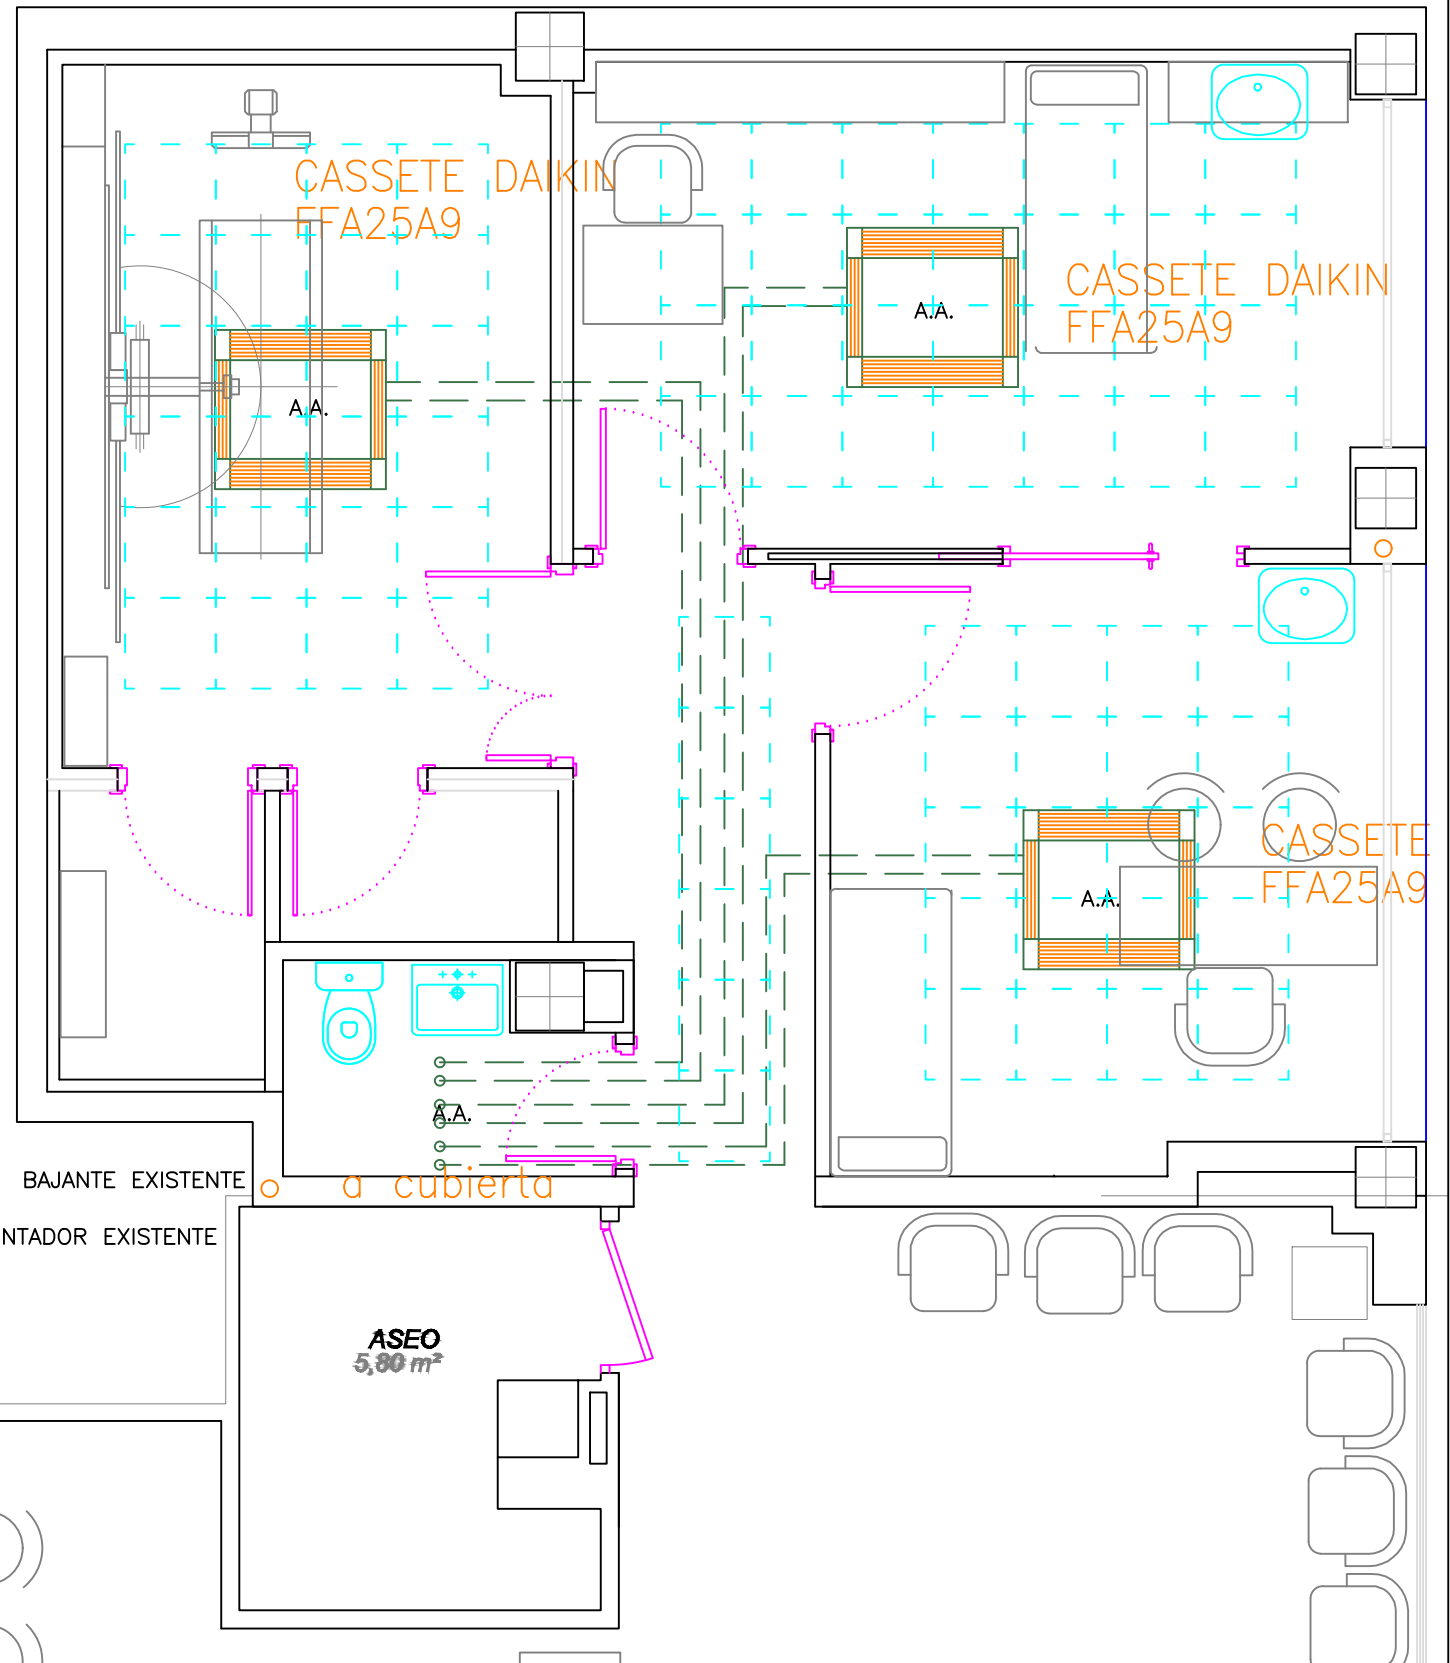 CASSETE DAIKIN
FFA25A9
CASSETE DAIKIN
FFA25A9
A.A.
A.A.
CASSETE
FFA25A9
A.A.
A.A.
BAJANTE EXISTENTE
a cubierta
NTADOR EXISTENTE
ASEO
5,80 m²